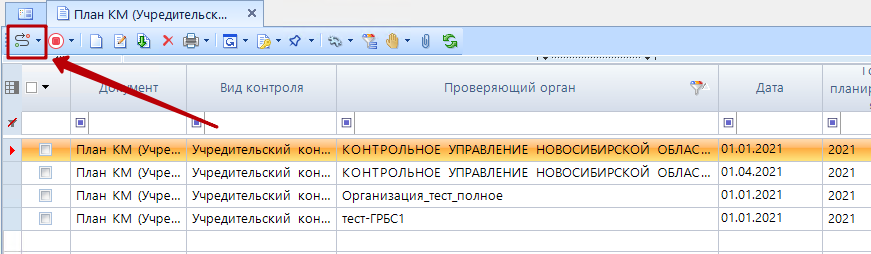 План КМ (Учредительск...
Документ Вид контроля Проверяющий орган Дата планир
План КМ (Учре... Учредительский кон... КОНТРОЛЬНОЕ УПРАВЛЕНИЕ НОВОСИБИРСКОЙ ОБЛАС... 01.01.2021 2021
План КМ (Учре... Учредительский кон... КОНТРОЛЬНОЕ УПРАВЛЕНИЕ НОВОСИБИРСКОЙ ОБЛАС... 01.04.2021 2021
План КМ (Учре... Учредительский кон... Организация_тест_полное 01.01.2021 2021
План КМ (Учре... Учредительский кон... тест-ГРБС1 01.01.2021 2021